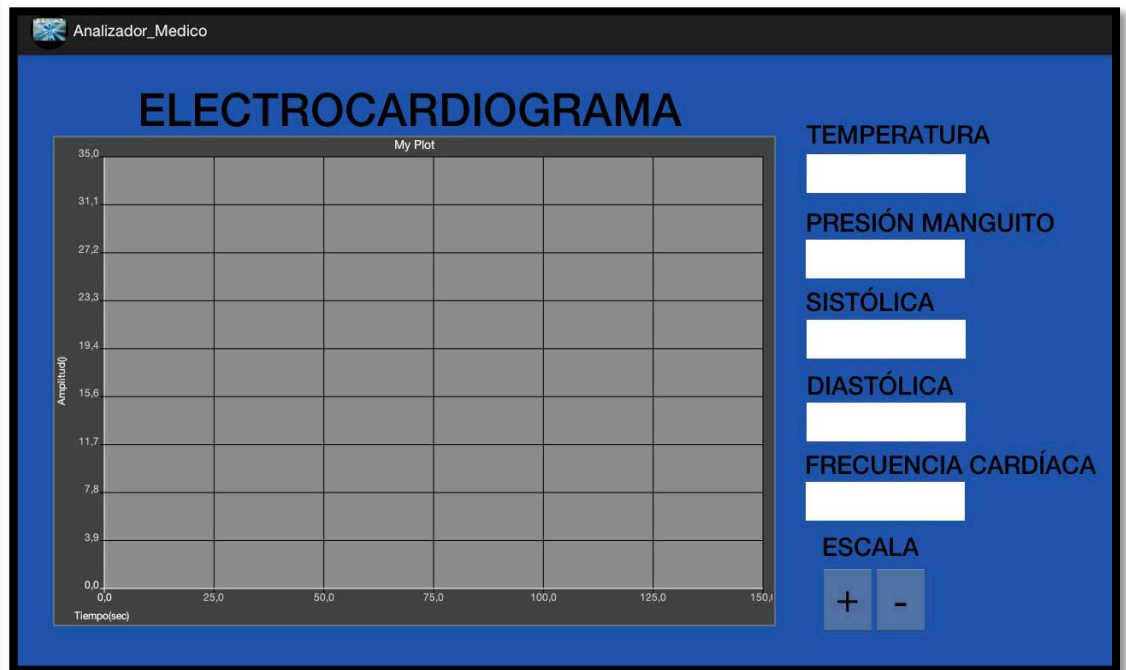 Analizador_Medico
ELECTROCARDIOGRAMA
My Plot
35,0
31,1
27,2
23,3
19,4
15,6
11,7
7,8
3,9
0,0
Amplitud()
0,0 25,0 50,0 75,0 100,0 125,0 150,
Tiempo(sec)
TEMPERATURA
PRESIÓN MANGUITO
SISTÓLICA
DIASTÓLICA
FRECUENCIA CARDÍACA
ESCALA
+ -